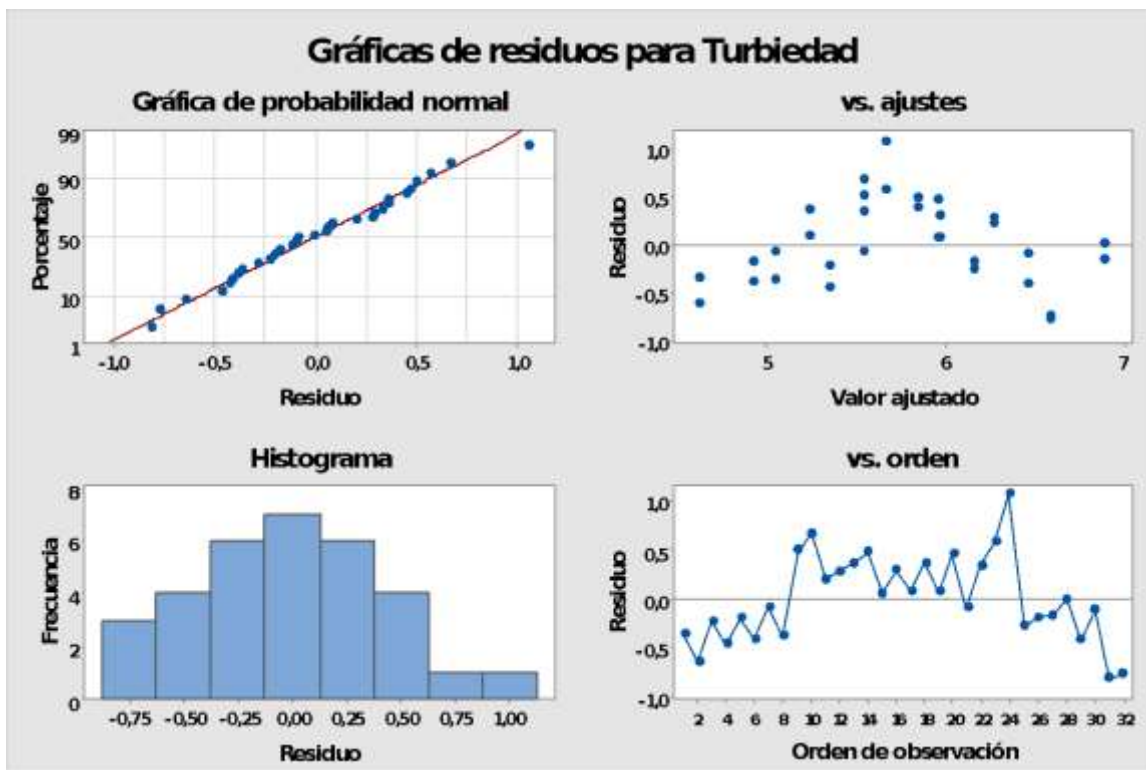 Gráficas de residuos para Turbiedad
Gráfica de probabilidad normal
Porcentaje
99
90
50
10
1
-1,0 -0,5 0,0 0,5 1,0
Residuo
vs. ajustes
Residuo
1,0
0,5
0,0
-0,5
-1,0
5 6 7
Valor ajustado
Histograma
Frecuencia
8
6
4
2
0
-0,75 -0,50 -0,25 0,00 0,25 0,50 0,75 1,00
Residuo
vs. orden
Residuo
1,0
0,5
0,0
-0,5
-1,0
2 4 6 8 10 12 14 16 18 20 22 24 26 28 30 32
Orden de observación